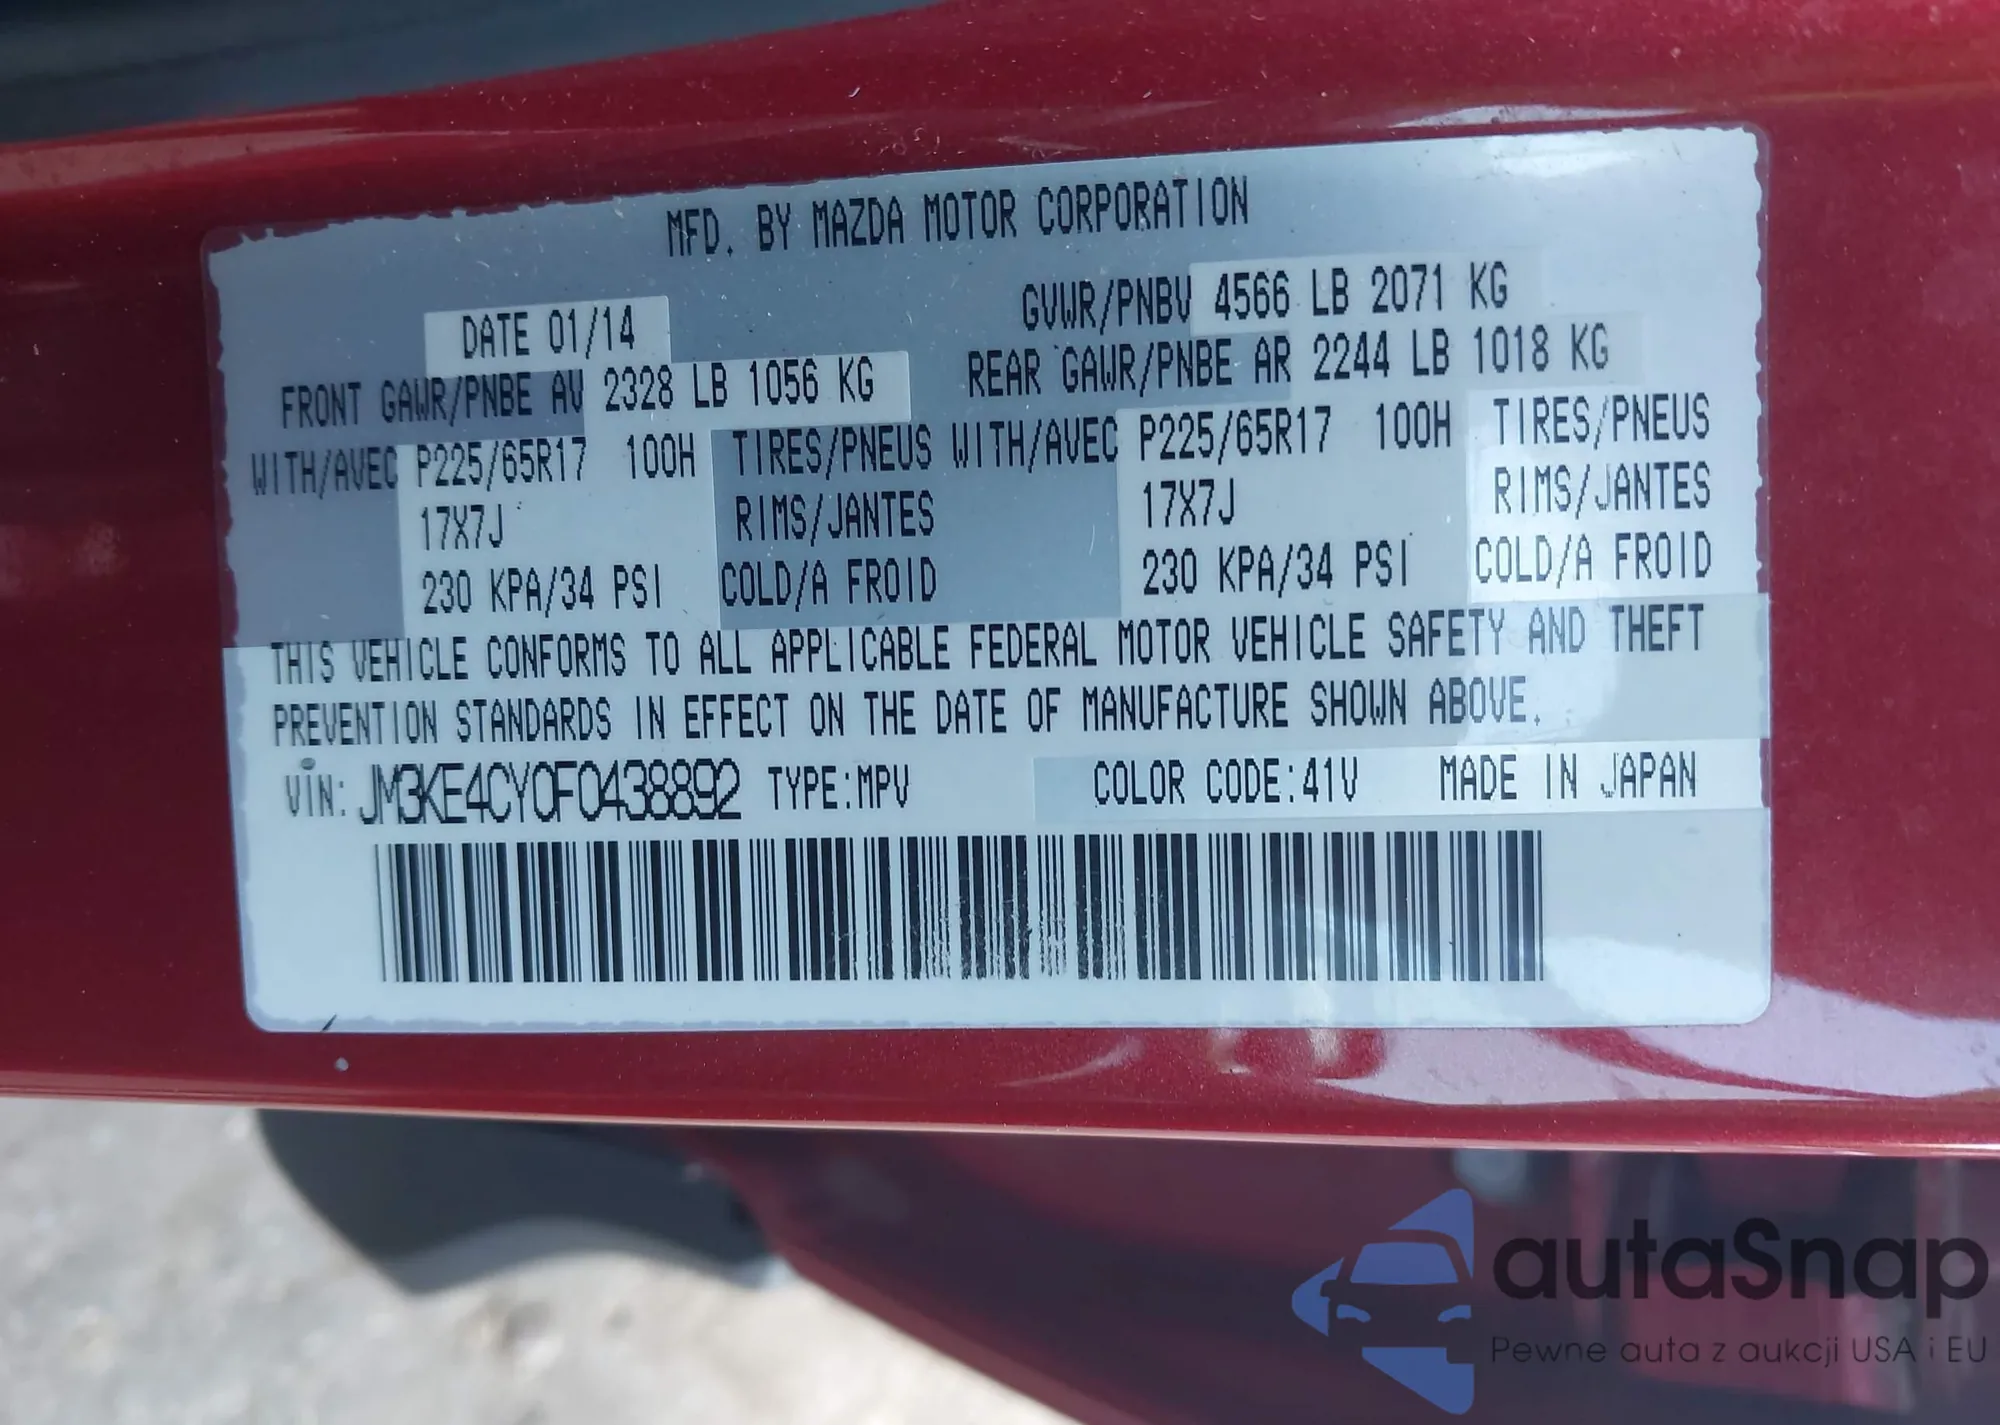 MFD. BY MAZDA MOTOR CORPORATION
DATE 01/14 GVWR/PNBV 4566 LB 2071 KG
FRONT GAWR/PNBE AV 2328 LB 1056 KG REAR GAWR/PNBE AR 2244 LB 1018 KG
WITH/AVEC P225/65R17 100H TIRES/PNEUS WITH/AVEC P225/65R17 100H TIRES/PNEUS
17X7J RIMS/JANTES 17X7J RIMS/JANTES
230 KPA/34 PSI COLD/A FROID 230 KPA/34 PSI COLD/A FROID
THIS VEHICLE CONFORMS TO ALL APPLICABLE FEDERAL MOTOR VEHICLE SAFETY AND THEFT
PREVENTION STANDARDS IN EFFECT ON THE DATE OF MANUFACTURE SHOWN ABOVE.
VIN: JM3KE4CY0F0438892 TYPE:MPV COLOR CODE:41V MADE IN JAPAN
autaSnap
Pewne auta z aukcji USA i EU